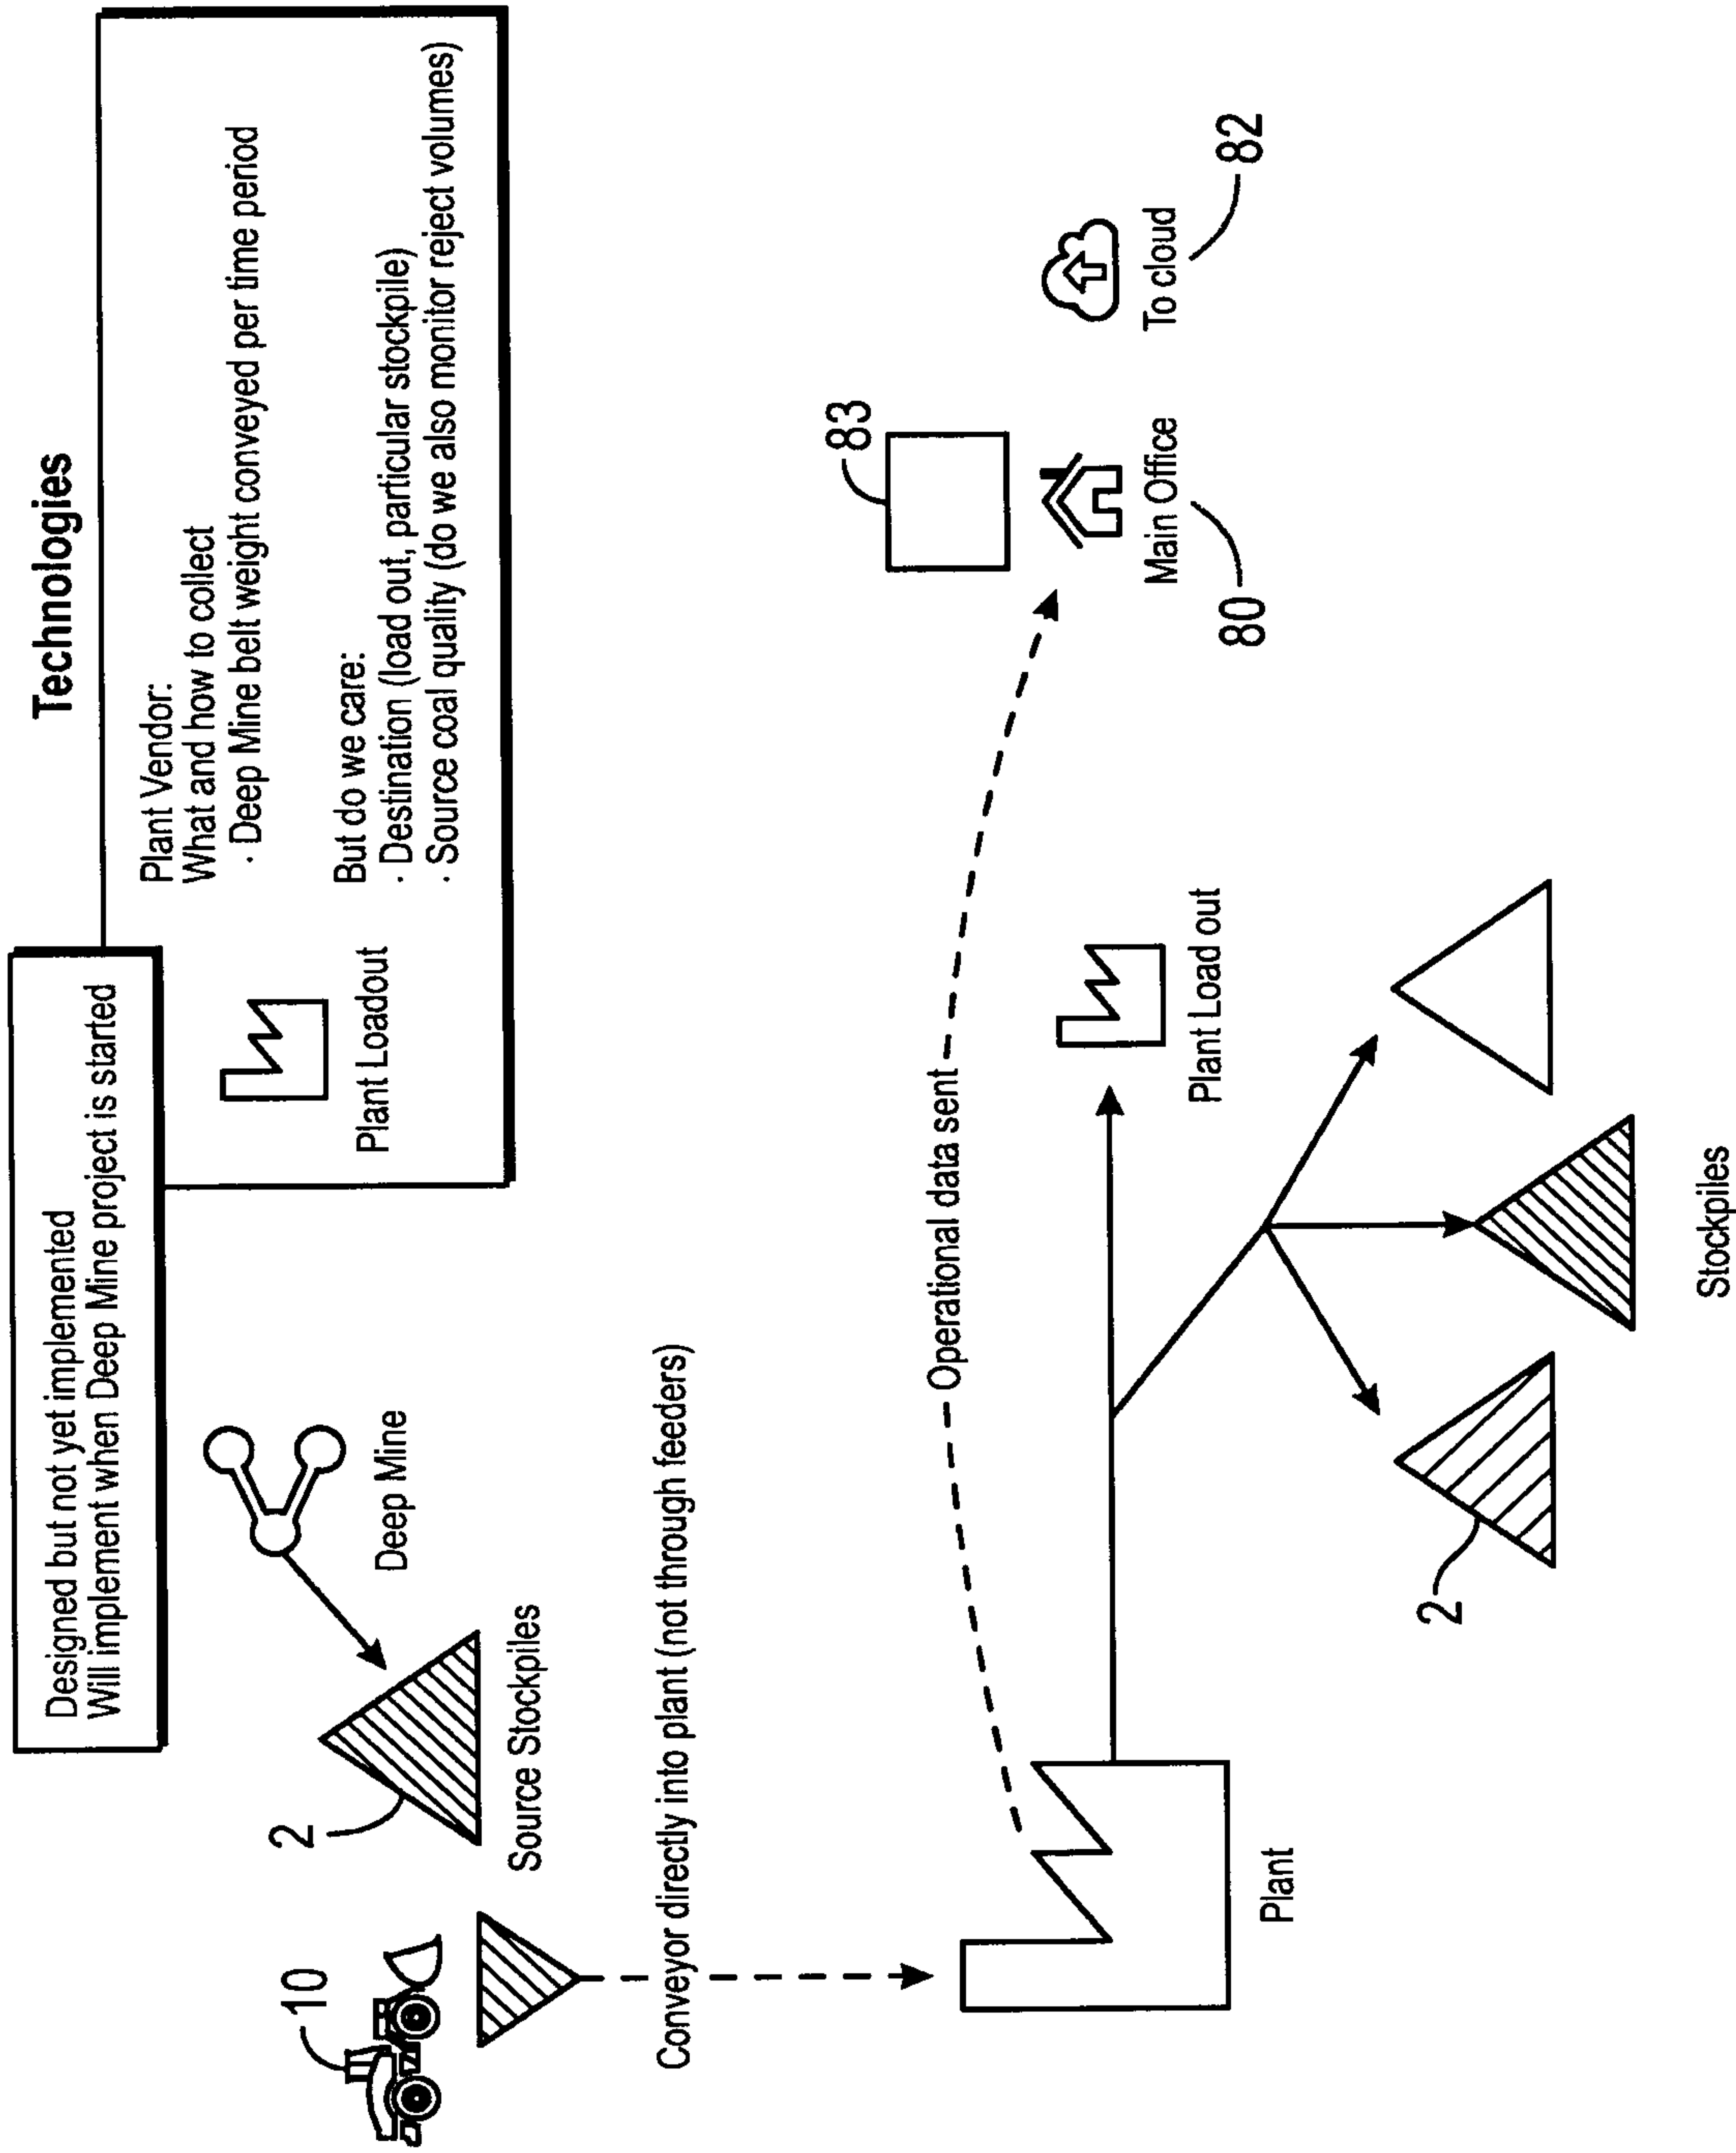 Technologies
Designed but not yet implemented
Will implement when Deep Mine project is started
Plant Loadout
Plant Vendor:
What and how to collect
· Deep Mine belt weight conveyed per time period
But do we care:
· Destination (load out, particular stockpile)
· Source coal quality (do we also monitor reject volumes)
10
2
Source Stockpiles
Deep Mine
Conveyor directly into plant (not through feeders)
Operational data sent
83
Main Office
80
To cloud
82
Plant
Plant Load out
2
Stockpiles